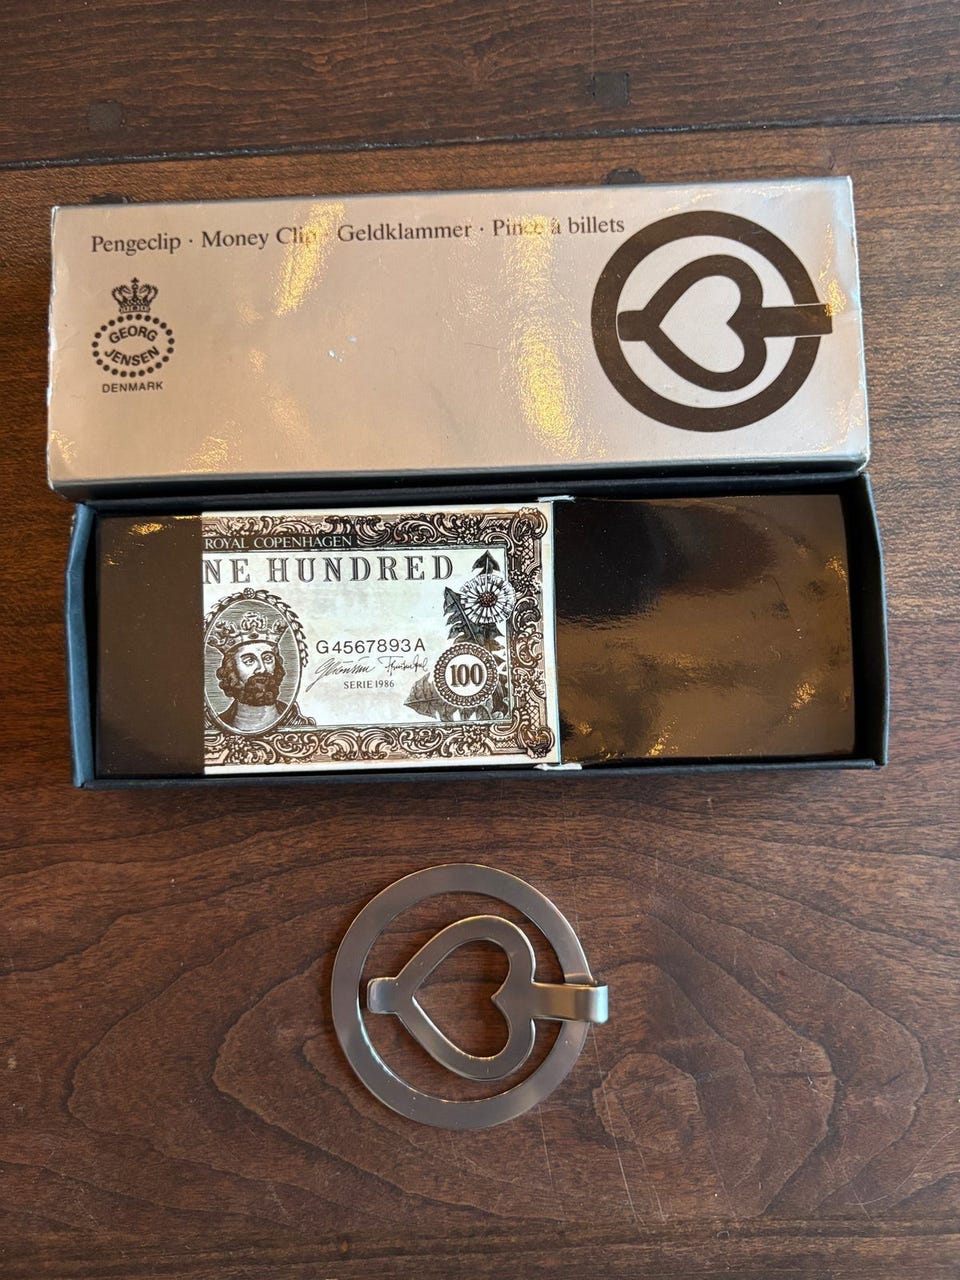 Pengeclip · Money Clip · Geldklammer · Pince à billets
GEORG
JENSEN
DENMARK
ROYAL COPENHAGEN
NE HUNDRED
G4567893A
SERIE 1986
100